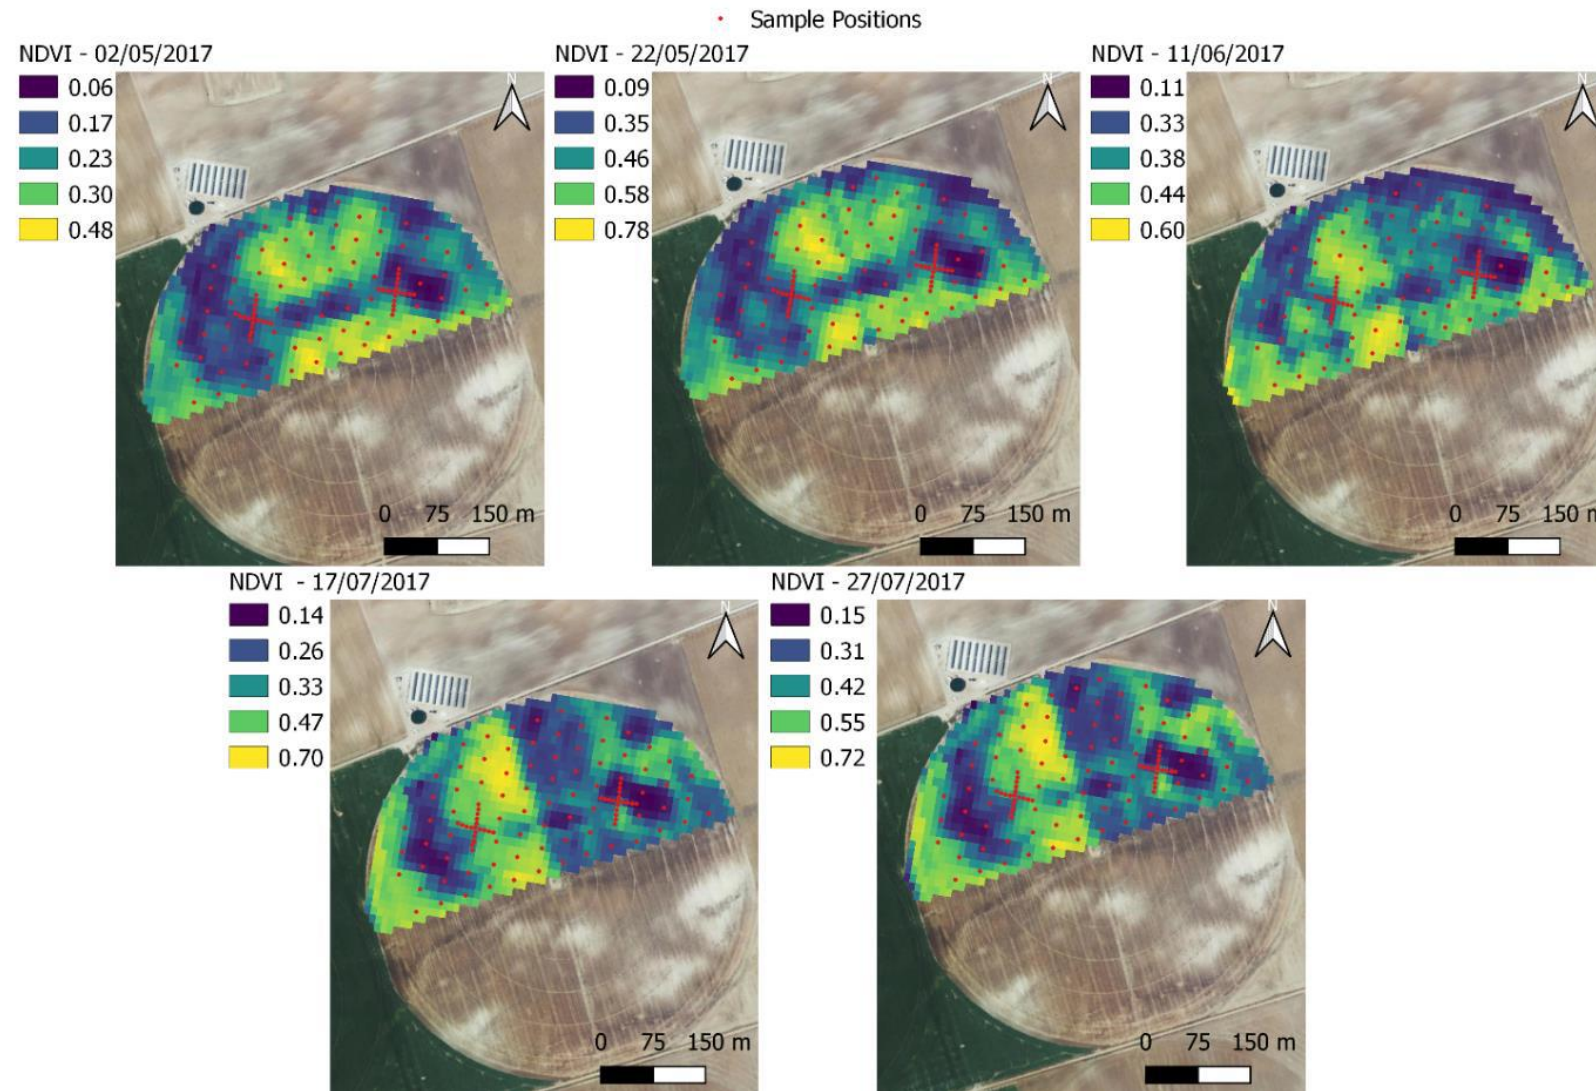 Sample Positions
NDVI - 02/05/2017
0.06
0.17
0.23
0.30
0.48
N
0 75 150 m
NDVI - 22/05/2017
0.09
0.35
0.46
0.58
0.78
N
0 75 150 m
NDVI - 11/06/2017
0.11
0.33
0.38
0.44
0.60
N
0 75 150 m
NDVI - 17/07/2017
0.14
0.26
0.33
0.47
0.70
N
0 75 150 m
NDVI - 27/07/2017
0.15
0.31
0.42
0.55
0.72
N
0 75 150 m